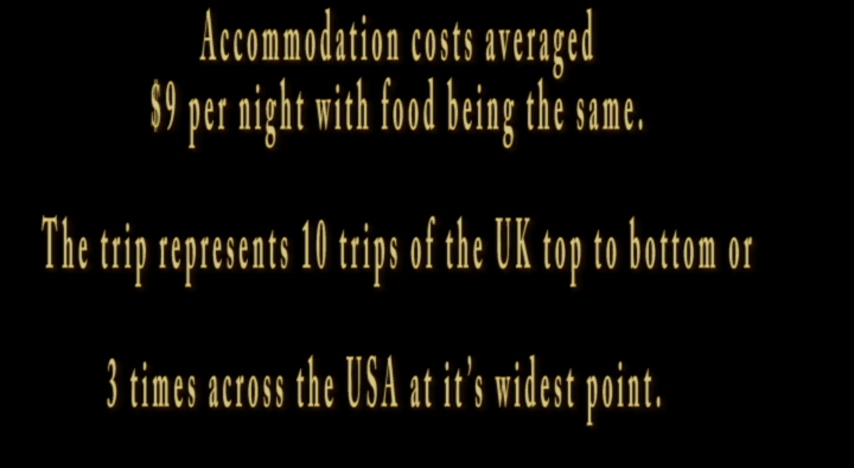 Accommodation costs averaged
$9 per night with food being the same.
The trip represents 10 trips of the UK top to bottom or
3 times across the USA at it's widest point.